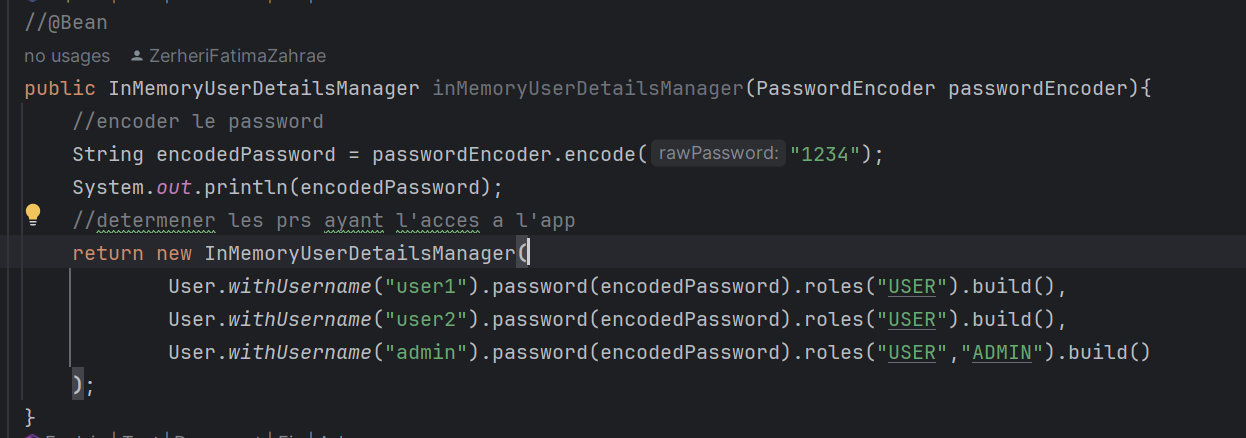 //@Bean
no usages ZerheriFatimaZahrae
public InMemoryUserDetailsManager inMemoryUserDetailsManager(PasswordEncoder passwordEncoder){
//encoder le password
String encodedPassword = passwordEncoder.encode( rawPassword: "1234");
System.out.println(encodedPassword);
//determener les prs ayant l'acces a l'app
return new InMemoryUserDetailsManager(
User.withUsername("user1").password(encodedPassword).roles("USER").build(),
User.withUsername("user2").password(encodedPassword).roles("USER").build(),
User.withUsername("admin").password(encodedPassword).roles("USER","ADMIN").build()
);
}